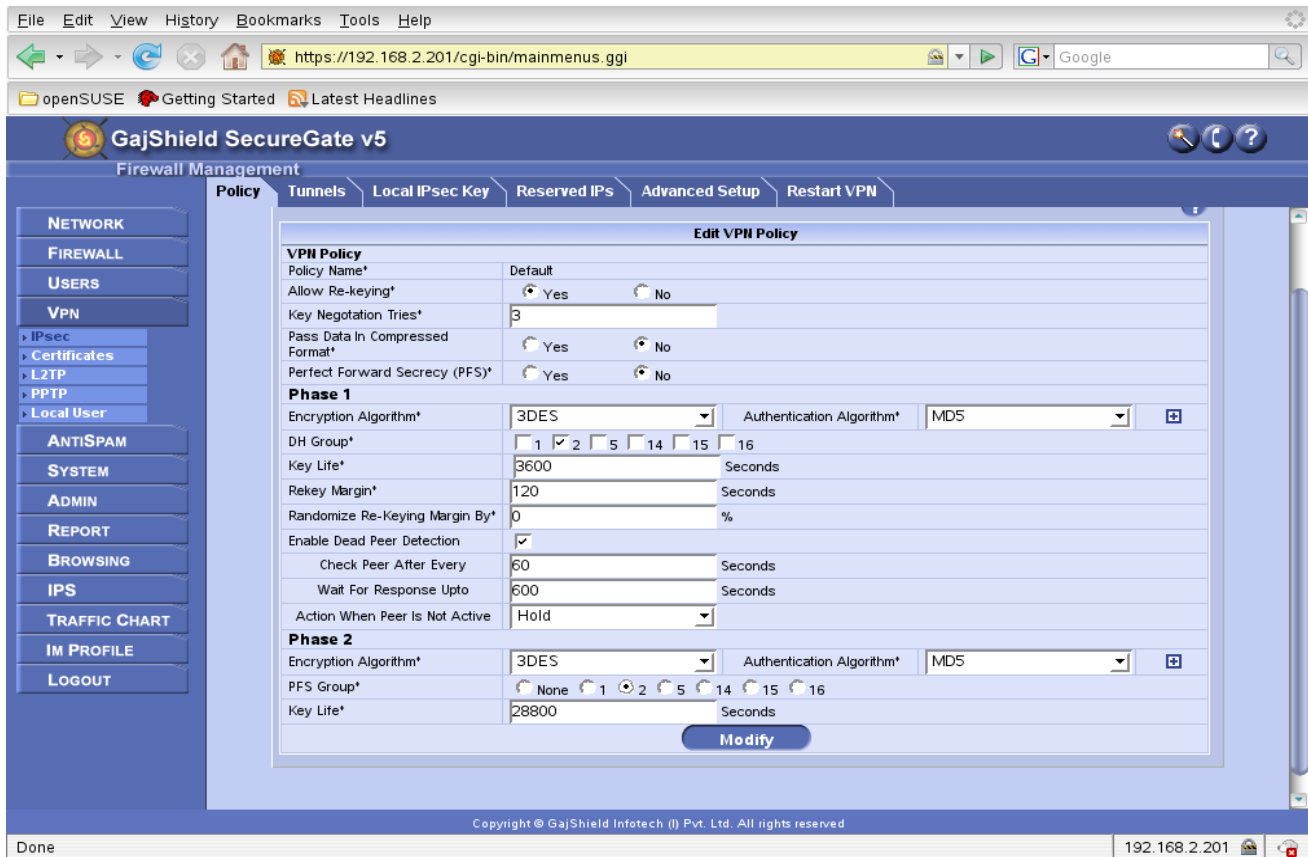 File Edit View History Bookmarks Tools Help
https://192.168.2.201/cgi-bin/mainmenus.ggi
G Google
openSUSE Getting Started Latest Headlines
GajShield SecureGate v5
Firewall Management
Policy Tunnels Local IPsec Key Reserved IPs Advanced Setup Restart VPN
NETWORK
FIREWALL
USERS
VPN
IPsec
Certificates
L2TP
PPTP
Local User
ANTISPAM
SYSTEM
ADMIN
REPORT
BROWSING
IPS
TRAFFIC CHART
IM PROFILE
LOGOUT
Edit VPN Policy
VPN Policy
Policy Name* Default
Allow Re-keying* Yes No
Key Negotation Tries* 3
Pass Data In Compressed
Format* Yes No
Perfect Forward Secrecy (PFS)* Yes No
Phase 1
Encryption Algorithm* 3DES Authentication Algorithm* MD5
DH Group* 1 2 5 14 15 16
Key Life* 3600 Seconds
Rekey Margin* 120 Seconds
Randomize Re-Keying Margin By* 0 %
Enable Dead Peer Detection
Check Peer After Every 60 Seconds
Wait For Response Upto 600 Seconds
Action When Peer Is Not Active Hold
Phase 2
Encryption Algorithm* 3DES Authentication Algorithm* MD5
PFS Group* None 1 2 5 14 15 16
Key Life* 28800 Seconds
Modify
Copyright © GajShield Infotech (I) Pvt. Ltd. All rights reserved
Done 192.168.2.201